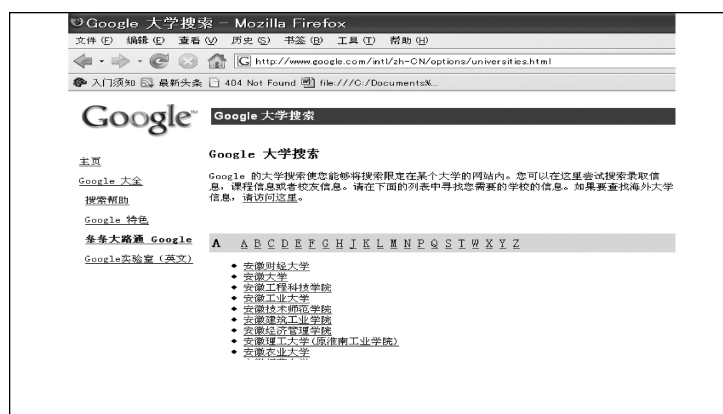 Google 大学搜索 - Mozilla Firefox
文件(F) 编辑(E) 查看(V) 历史(S) 书签(B) 工具(T) 帮助(H)
http://www.google.com/intl/zh-CN/options/universities.html
入门须知 最新头条 404 Not Found file:///C:/Documents%...
Google™ Google 大学搜索
Google 大学搜索
Google 的大学搜索使您能够将搜索限定在某个大学的网站内。您可以在这里尝试搜索录取信
息，课程信息或者校友信息。请在下面的列表中寻找您需要的学校的信息。如果要查找海外大学
信息，请访问这里。
主页
Google 大全
搜索帮助
Google 特色
条条大路通 Google
Google实验室（英文）
A A B C D E F G H J K L M N P Q S T W X Y Z
安徽财经大学
安徽大学
安徽工程科技学院
安徽工业大学
安徽技术师范学院
安徽建筑工业学院
安徽经济管理学院
安徽理工大学(原淮南工业学院)
安徽农业大学